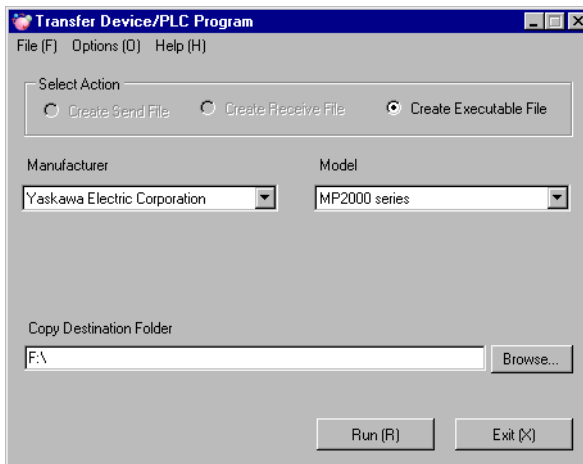 Transfer Device/PLC Program
File (F) Options (O) Help (H)
Select Action
Create Send File Create Receive File Create Executable File
Manufacturer Model
Yaskawa Electric Corporation MP2000 series
Copy Destination Folder
F:\ Browse...
Run (R) Exit (X)